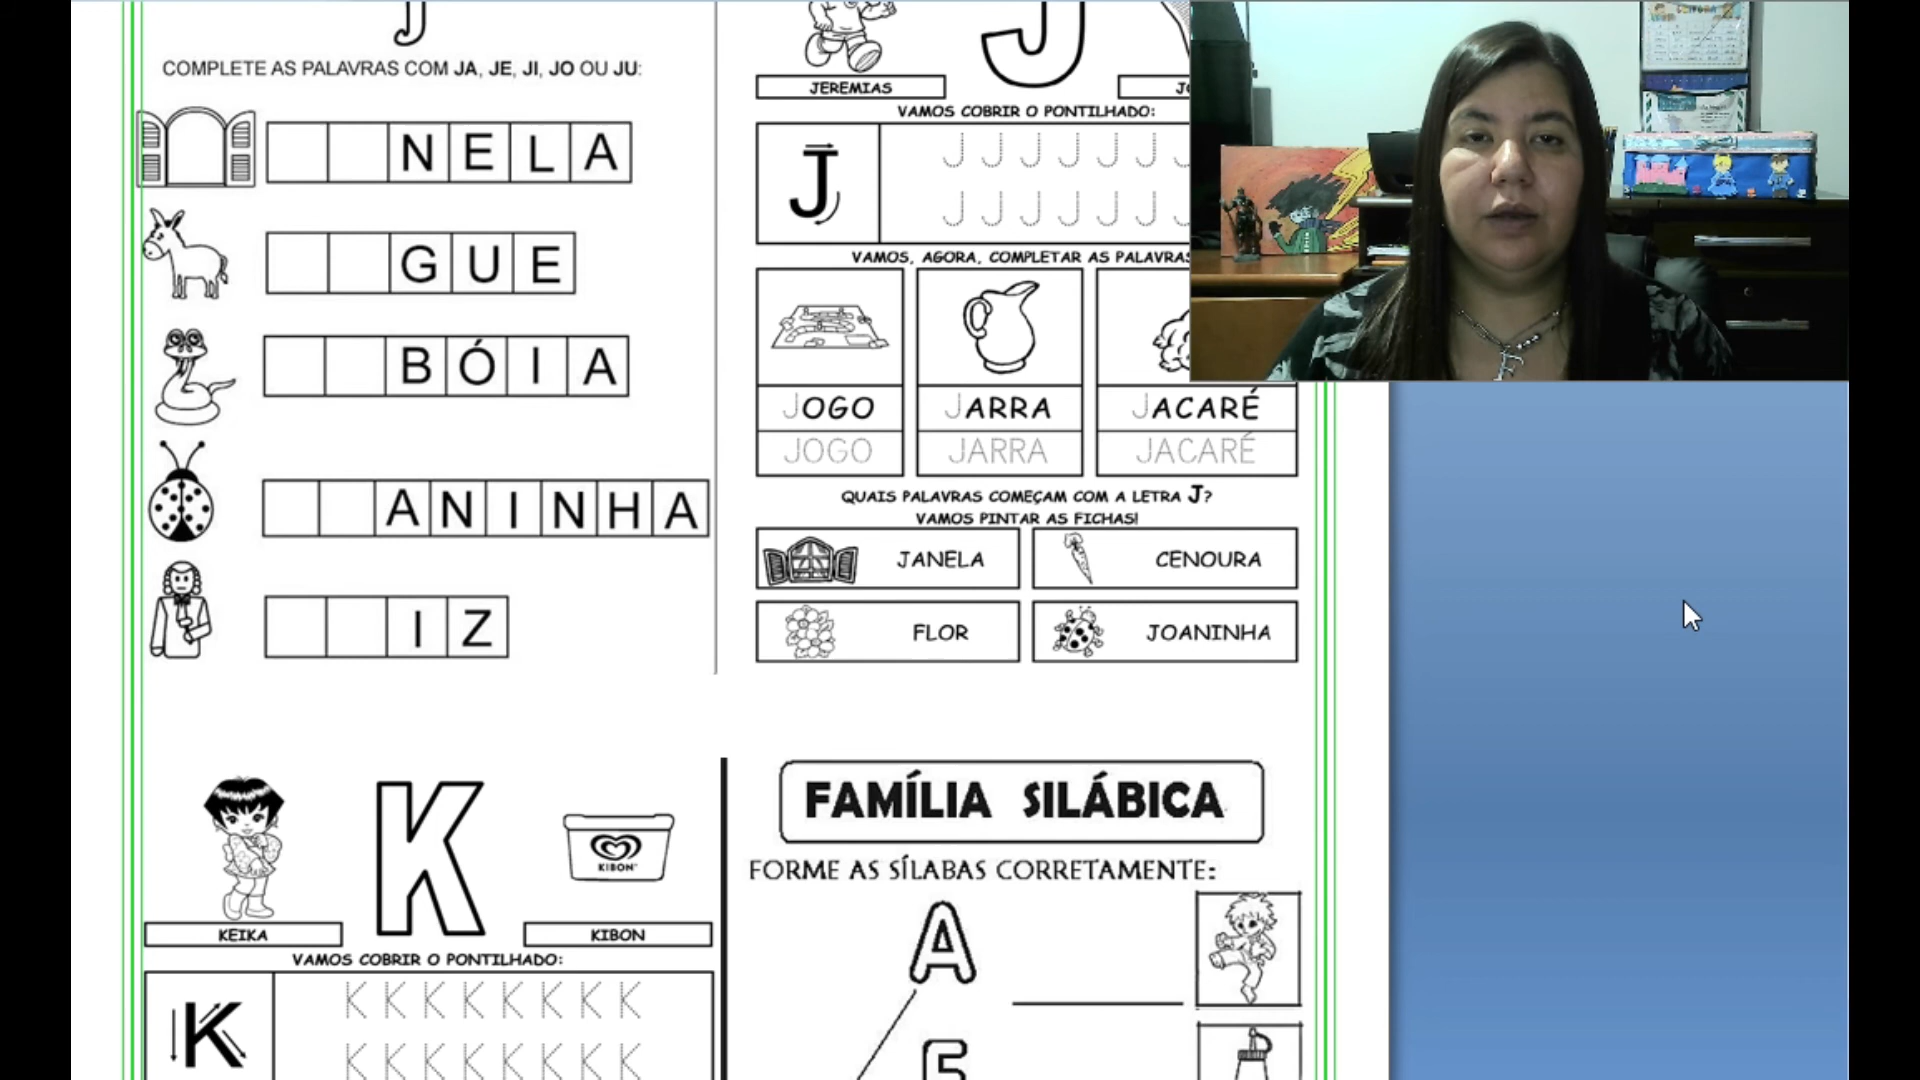 J
COMPLETE AS PALAVRAS COM JA, JE, JI, JO OU JU:
NELA
GUE
BÓIA
ANINHA
IZ
J
JEREMIAS
VAMOS COBRIR O PONTILHADO:
J
J J J J J J J
J J J J J J J
VAMOS, AGORA, COMPLETAR AS PALAVRAS
JOGO
JARRA
JACARÉ
JOGO
JARRA
JACARÉ
QUAIS PALAVRAS COMEÇAM COM A LETRA J?
VAMOS PINTAR AS FICHAS!
JANELA
CENOURA
FLOR
JOANINHA
K
KIBON
KEIKA
KIBON
VAMOS COBRIR O PONTILHADO:
K
K K K K K K K K
K K K K K K K K
FAMÍLIA SILÁBICA
FORME AS SÍLABAS CORRETAMENTE:
A
E